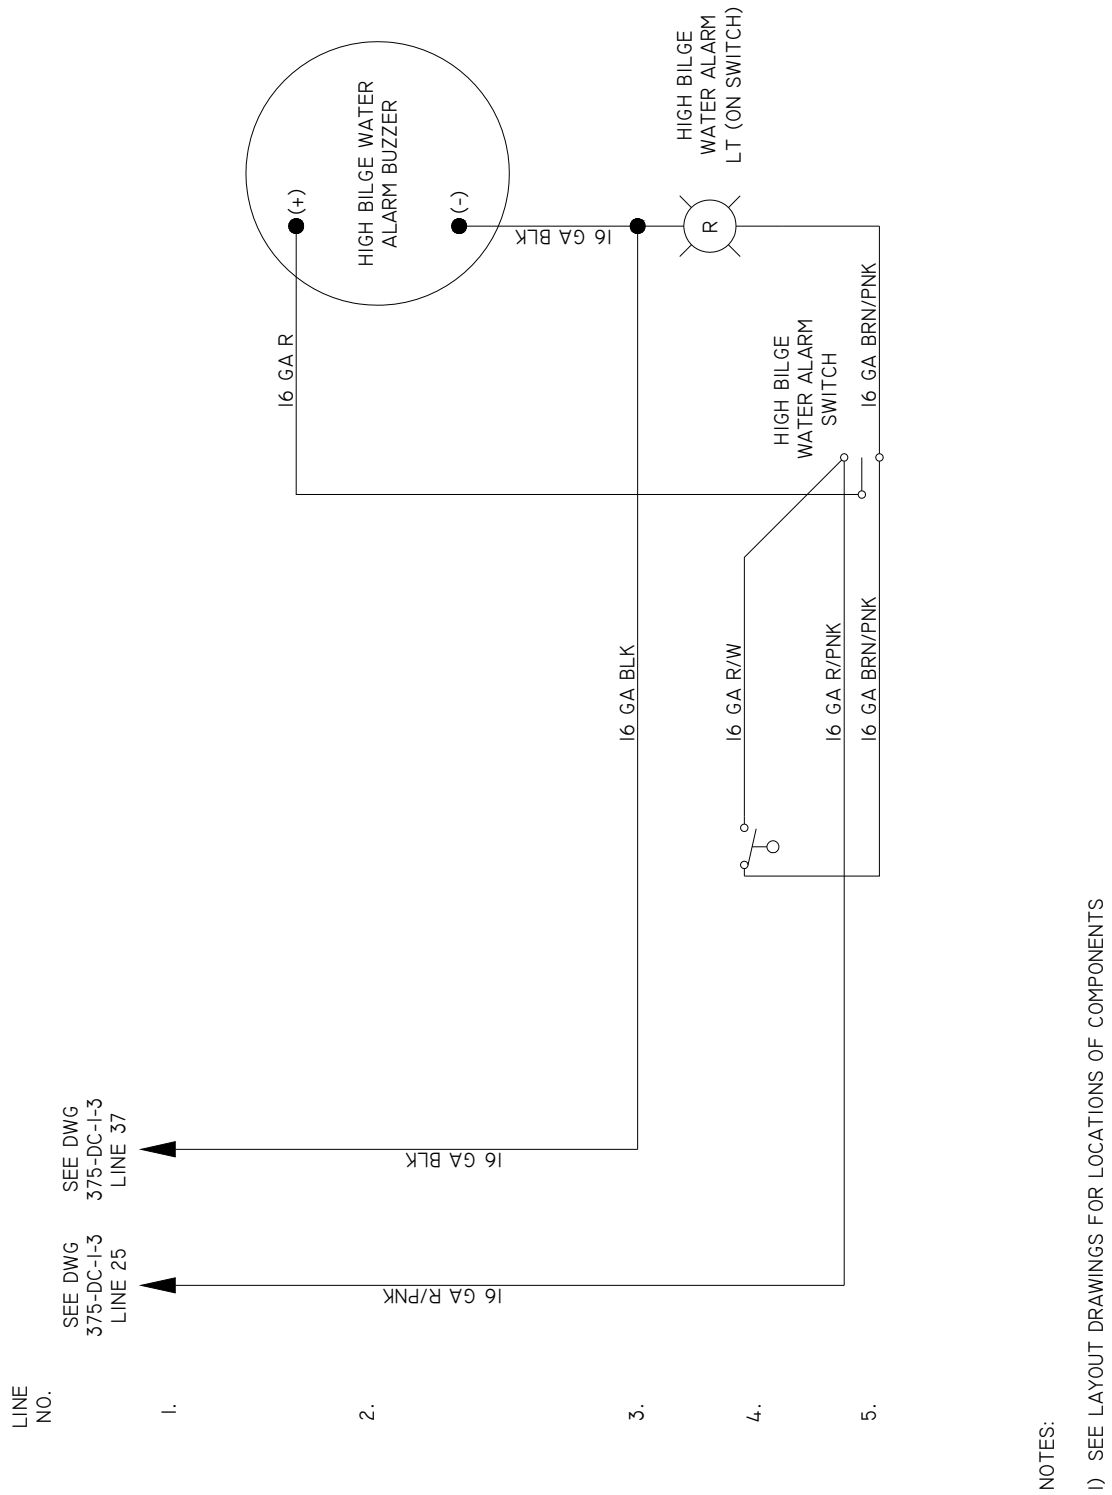 LINE
NO.
1.
2.
3.
4.
5.
SEE DWG
375-DC-1-3
LINE 25
SEE DWG
375-DC-1-3
LINE 37
16 GA R/PNK
16 GA BLK
16 GA R
(+)
HIGH BILGE WATER
ALARM BUZZER
(-)
16 GA BLK
16 GA BLK
HIGH BILGE
WATER ALARM
LT (ON SWITCH)
R
16 GA R/W
HIGH BILGE
WATER ALARM
SWITCH
16 GA R/PNK
16 GA BRN/PNK
16 GA BRN/PNK
NOTES:
1) SEE LAYOUT DRAWINGS FOR LOCATIONS OF COMPONENTS